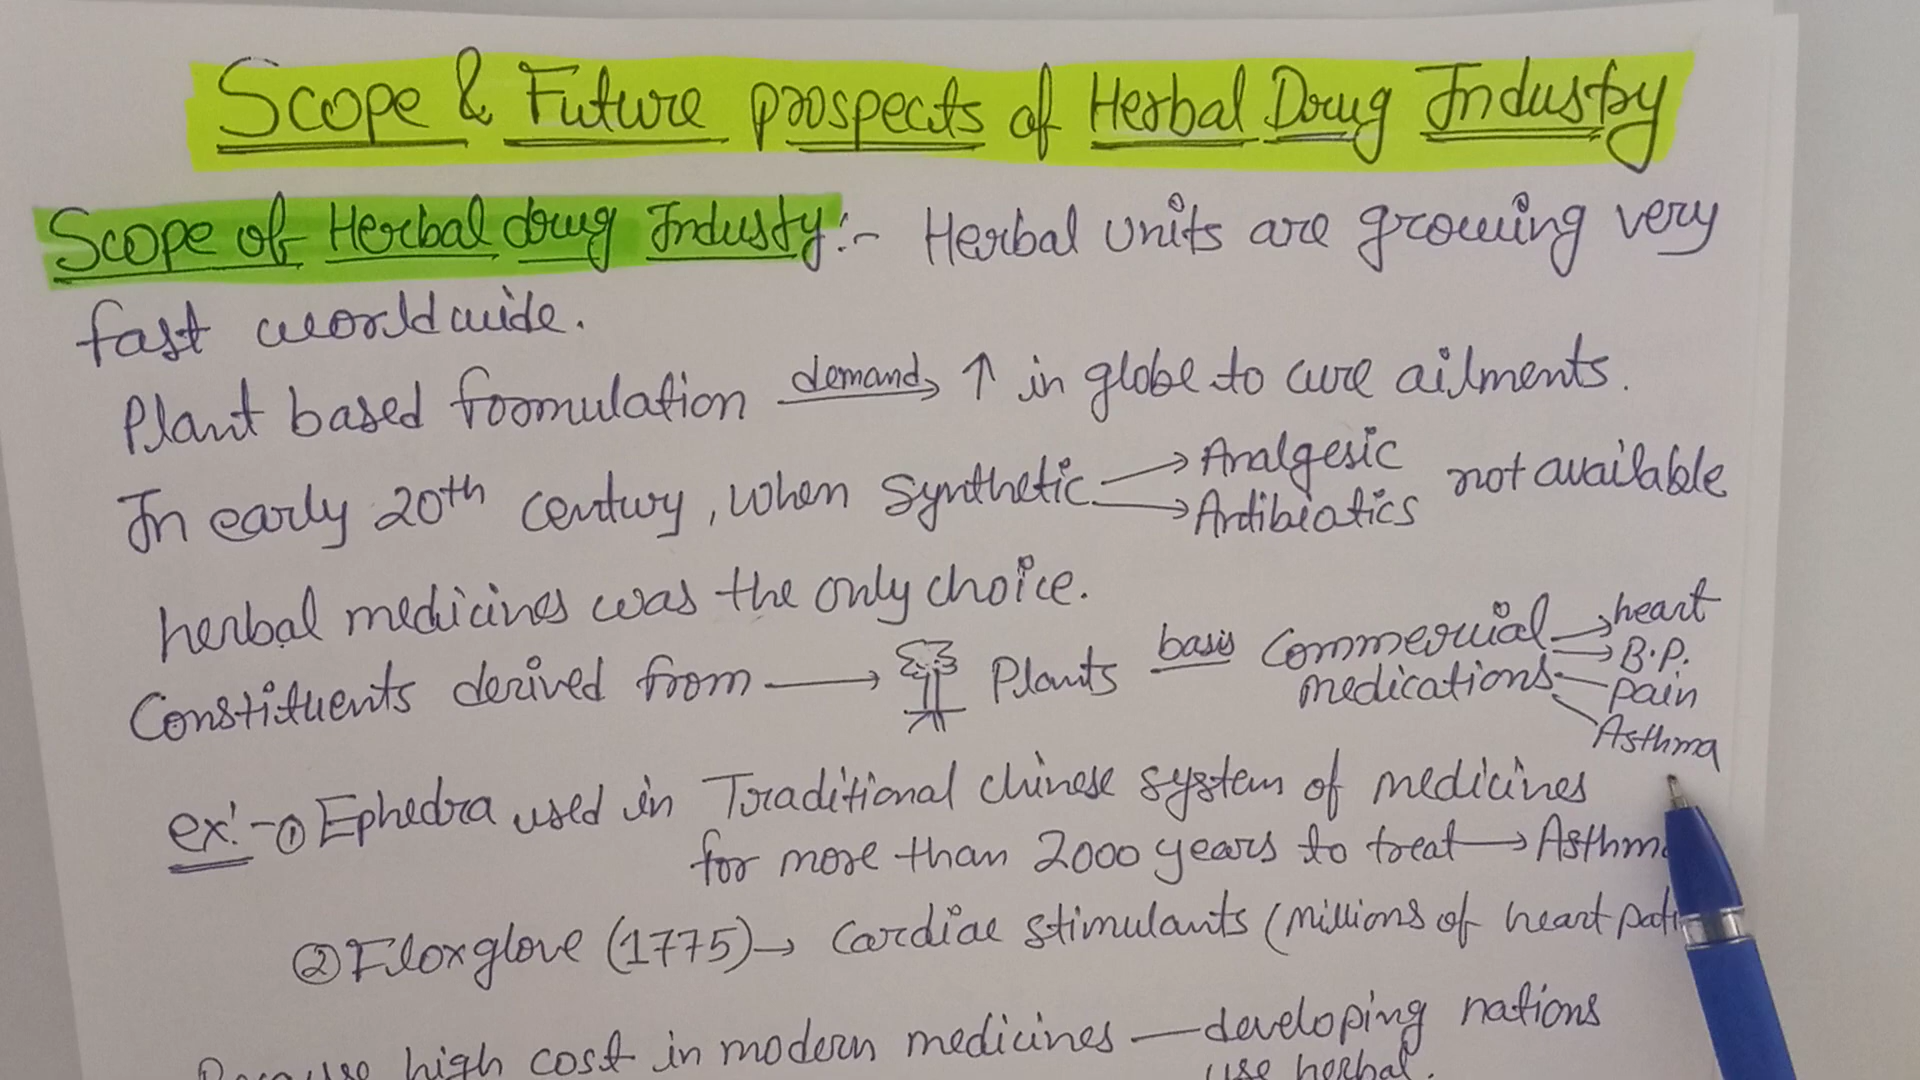 Scope & Future prospects of Herbal Drug Industry
Scope of Herbal drug Industy:- Herbal units are growing very
fast worldwide.
Plant based formulation demand → ↑ in globe to cure ailments.
In early 20th century, when synthetic → Analgesic
→ Antibiotics not available
herbal medicines was the only choice.
Constituents derived from → Plants basis Commercial medications → heart
→ B.P.
pain
Asthma
ex:- ① Ephedra used in Traditional chinese system of medicines
for more than 2000 years to treat → Asthma
② Floxglove (1775) → Cardiac stimulants (millions of heart pati
Because high cost in modern medicines — developing nations
use herbal.